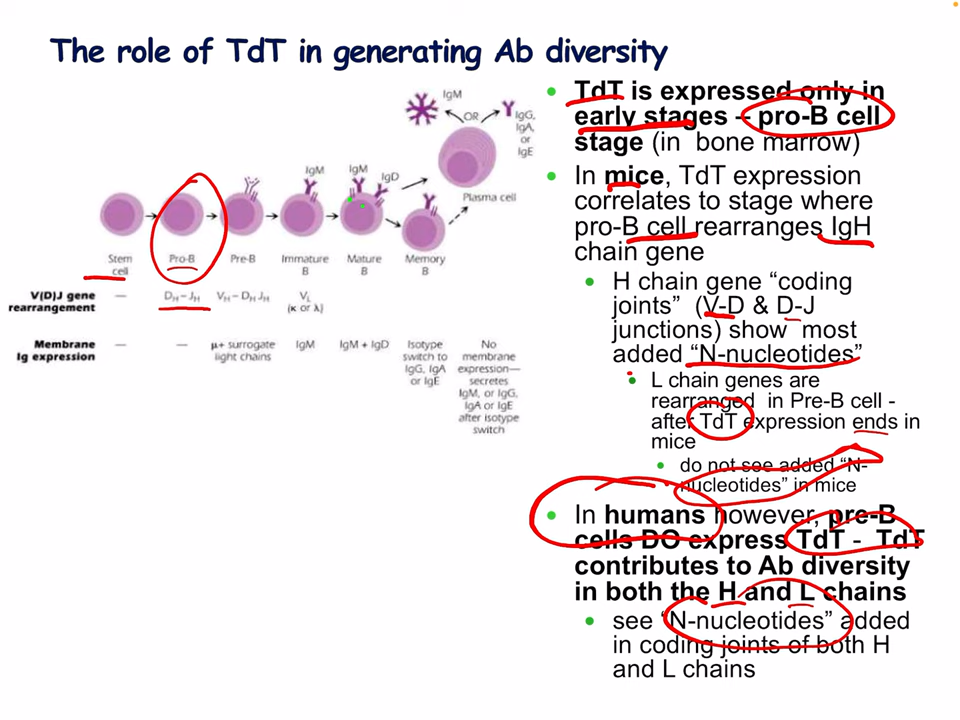 The role of TdT in generating Ab diversity
IgM
OR
IgG,
IgA,
or
IgE
IgM
IgM
IgD
Plasma cell
Stem
cell
Pro-B
Pre-B
Immature
B
Mature
B
Memory
B
V(D)J gene
rearrangement
—
DH – JH
VH – DH JH
VL
(κ or λ)
Membrane
Ig expression
—
—
μ+ surrogate
light chains
IgM
IgM + IgD
Isotype
switch to
IgG, IgA
or IgE
No
membrane
expression—
secretes
IgM, or IgG,
IgA or IgE
after isotype
switch
• TdT is expressed only in
early stages – pro-B cell
stage (in bone marrow)
• In mice, TdT expression
correlates to stage where
pro-B cell rearranges IgH
chain gene
• H chain gene “coding
joints” (V-D & D-J
junctions) show most
added “N-nucleotides”
• L chain genes are
rearranged in Pre-B cell -
after TdT expression ends in
mice
• do not see added “N-
nucleotides” in mice
• In humans however, pre-B
cells DO express TdT - TdT
contributes to Ab diversity
in both the H and L chains
• see “N-nucleotides” added
in coding joints of both H
and L chains